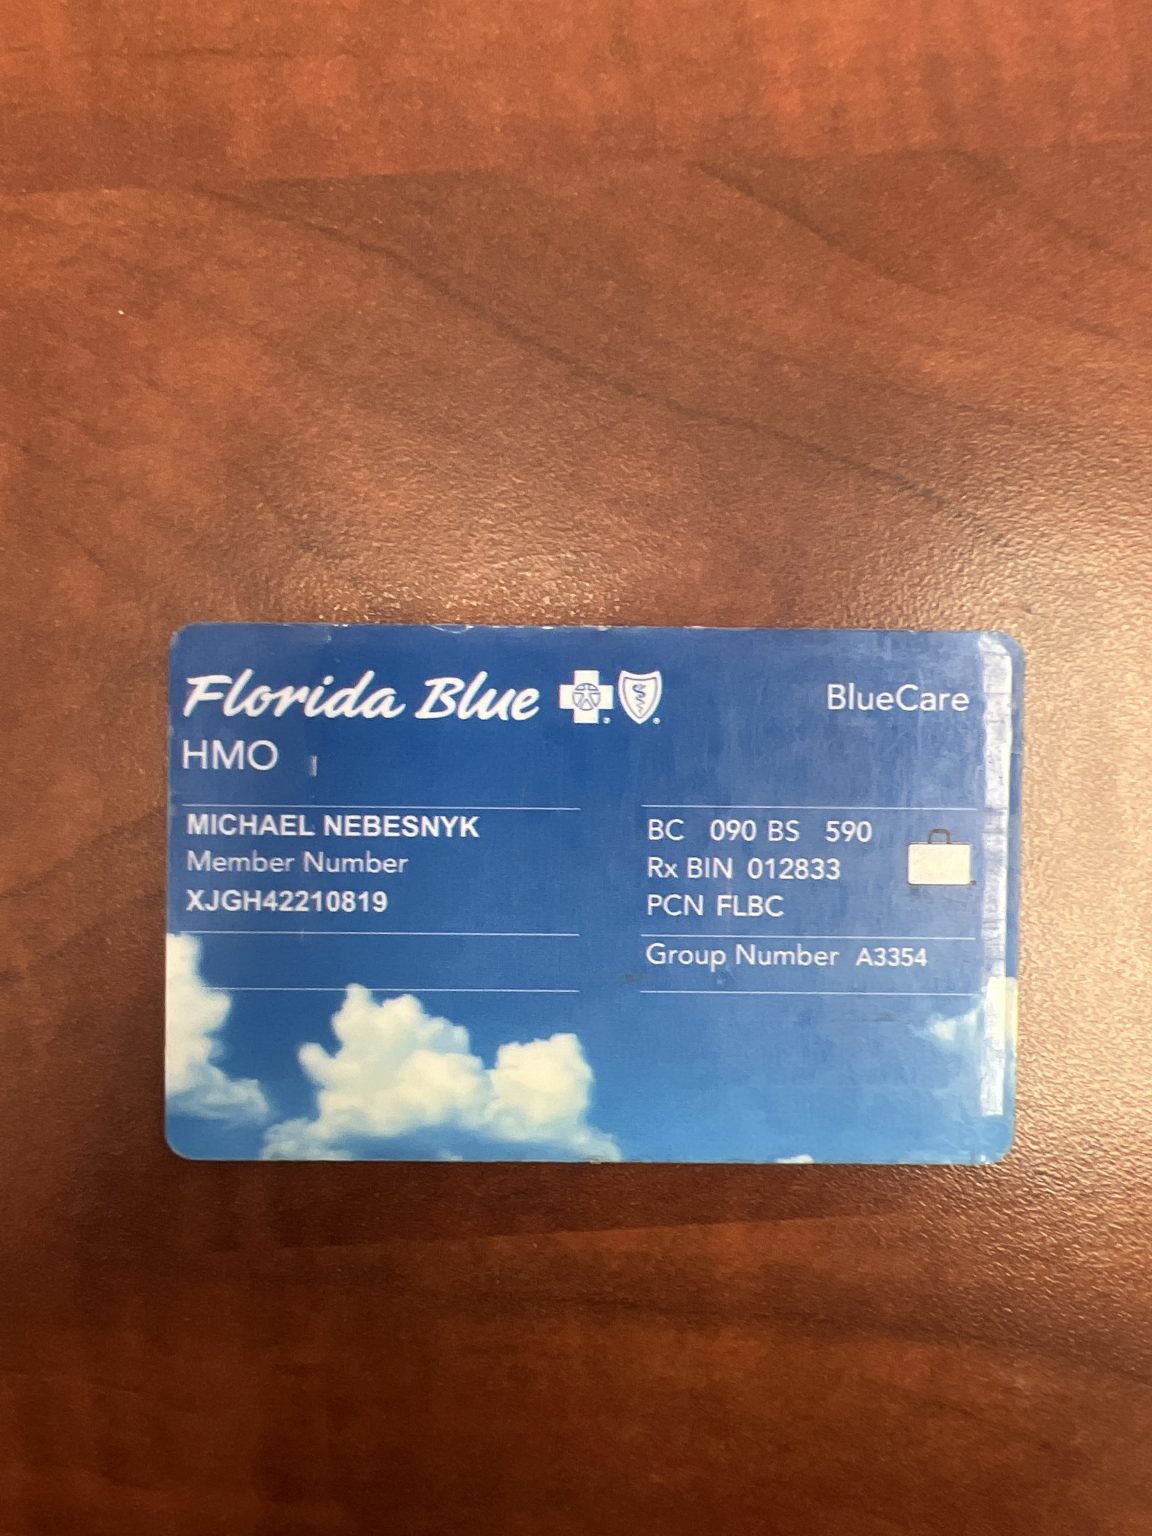 Florida Blue
BlueCare
HMO
MICHAEL NEBESNYK
Member Number
XJGH42210819
BC 090 BS 590
Rx BIN 012833
PCN FLBC
Group Number A3354